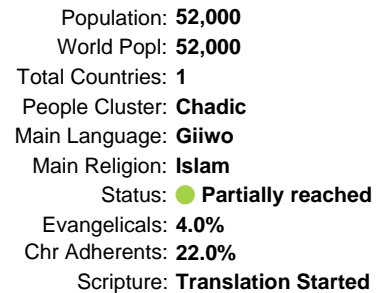 Population: 52,000
World Popl: 52,000
Total Countries: 1
People Cluster: Chadic
Main Language: Giiwo
Main Religion: Islam
Status: Partially reached
Evangelicals: 4.0%
Chr Adherents: 22.0%
Scripture: Translation Started